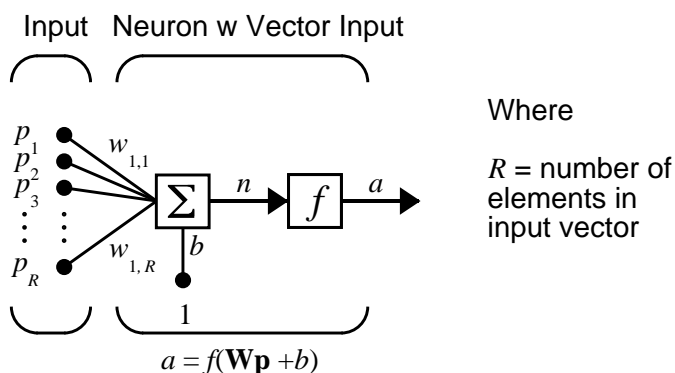 Input Neuron w Vector Input
p1
p2
p3
pR
w1,1
w1, R
Σ
n
f
a
b
1
a = f(Wp +b)
Where
R = number of
elements in
input vector